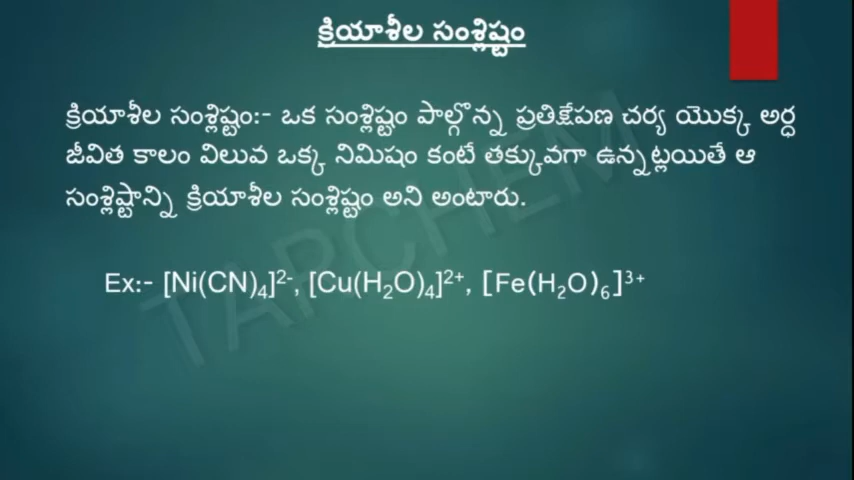 క్రియాశీల సంశ్లిష్టం
క్రియాశీల సంశ్లిష్టం:- ఒక సంశ్లిష్టం పాల్గొన్న ప్రతిక్షేపణ చర్య యొక్క అర్ధ
జీవిత కాలం విలువ ఒక్క నిమిషం కంటే తక్కువగా ఉన్నట్లయితే ఆ
సంశ్లిష్టాన్ని క్రియాశీల సంశ్లిష్టం అని అంటారు.
Ex:- [Ni(CN)₄]²⁻, [Cu(H₂O)₄]²⁺, [Fe(H₂O)₆]³⁺
TARCHEM